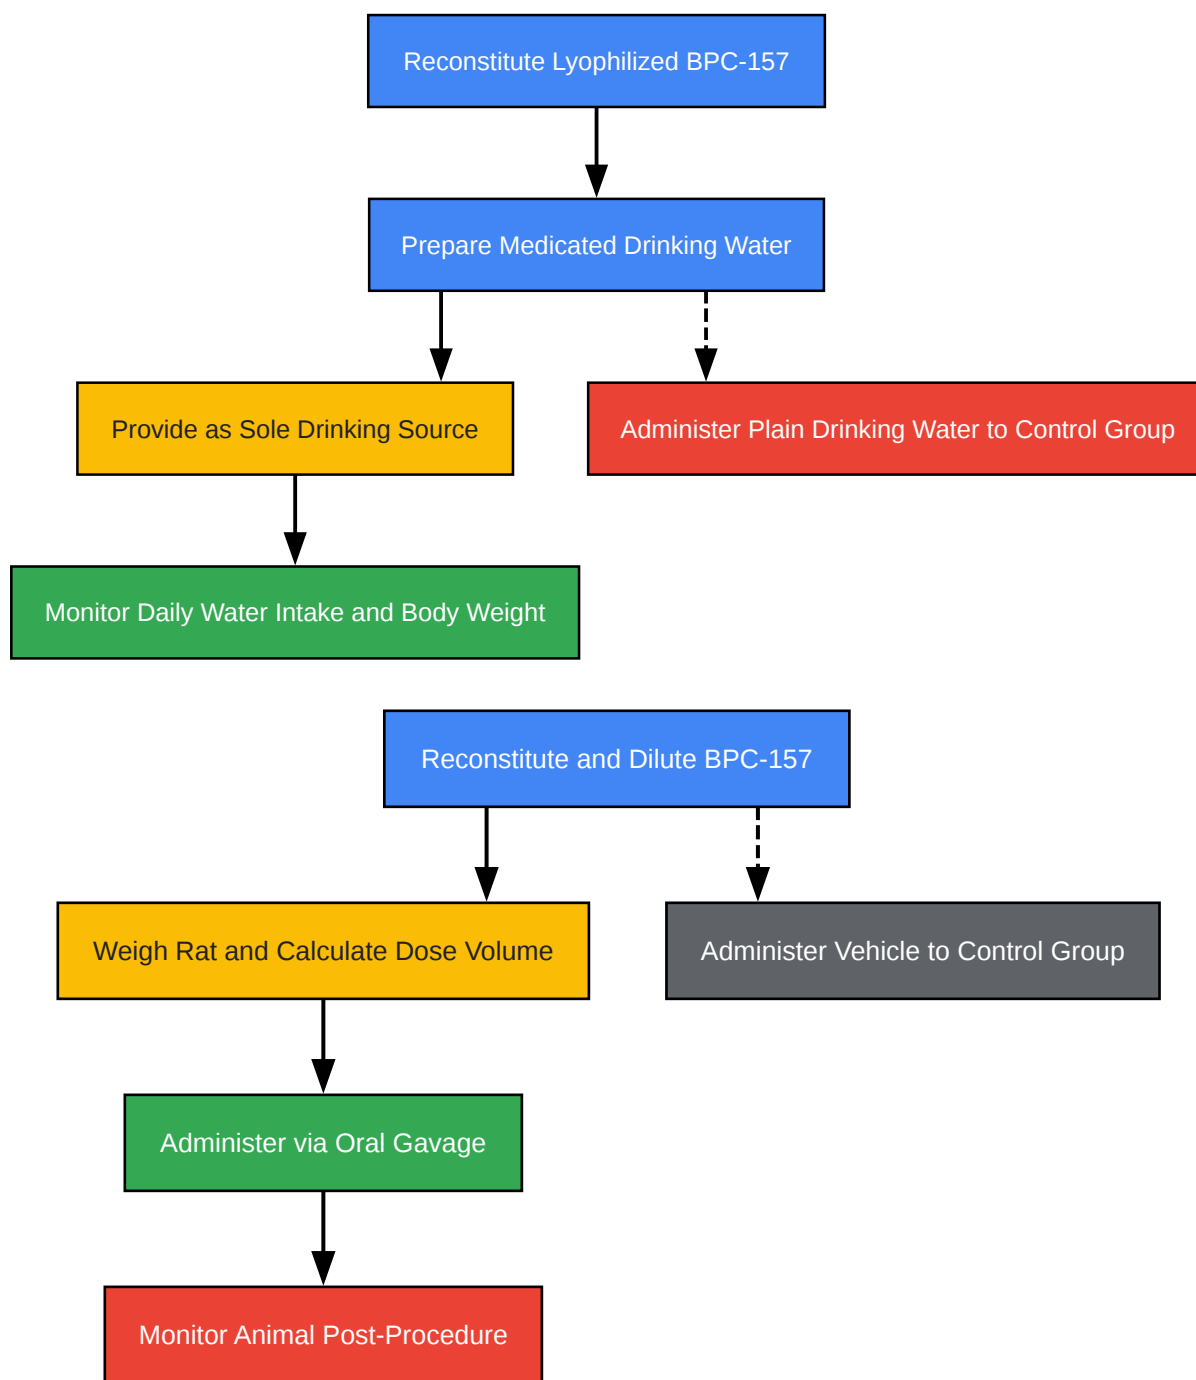 Reconstitute Lyophilized BPC-157
Prepare Medicated Drinking Water
Provide as Sole Drinking Source
Administer Plain Drinking Water to Control Group
Monitor Daily Water Intake and Body Weight
Reconstitute and Dilute BPC-157
Weigh Rat and Calculate Dose Volume
Administer Vehicle to Control Group
Administer via Oral Gavage
Monitor Animal Post-Procedure